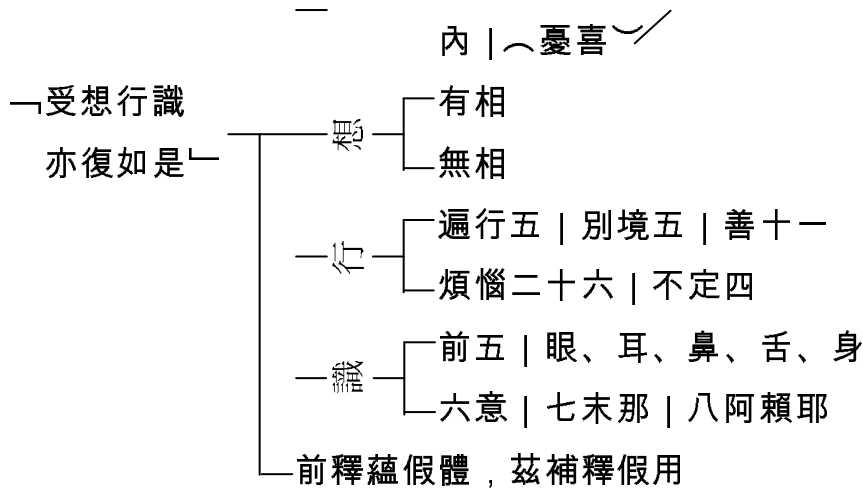 內｜︵憂喜︶
﹁受想行識
亦復如是﹂
想
有相
無相
行
遍行五｜別境五｜善十一
煩惱二十六｜不定四
識
前五｜眼、耳、鼻、舌、身
六意｜七末那｜八阿賴耶
前釋蘊假體，茲補釋假用